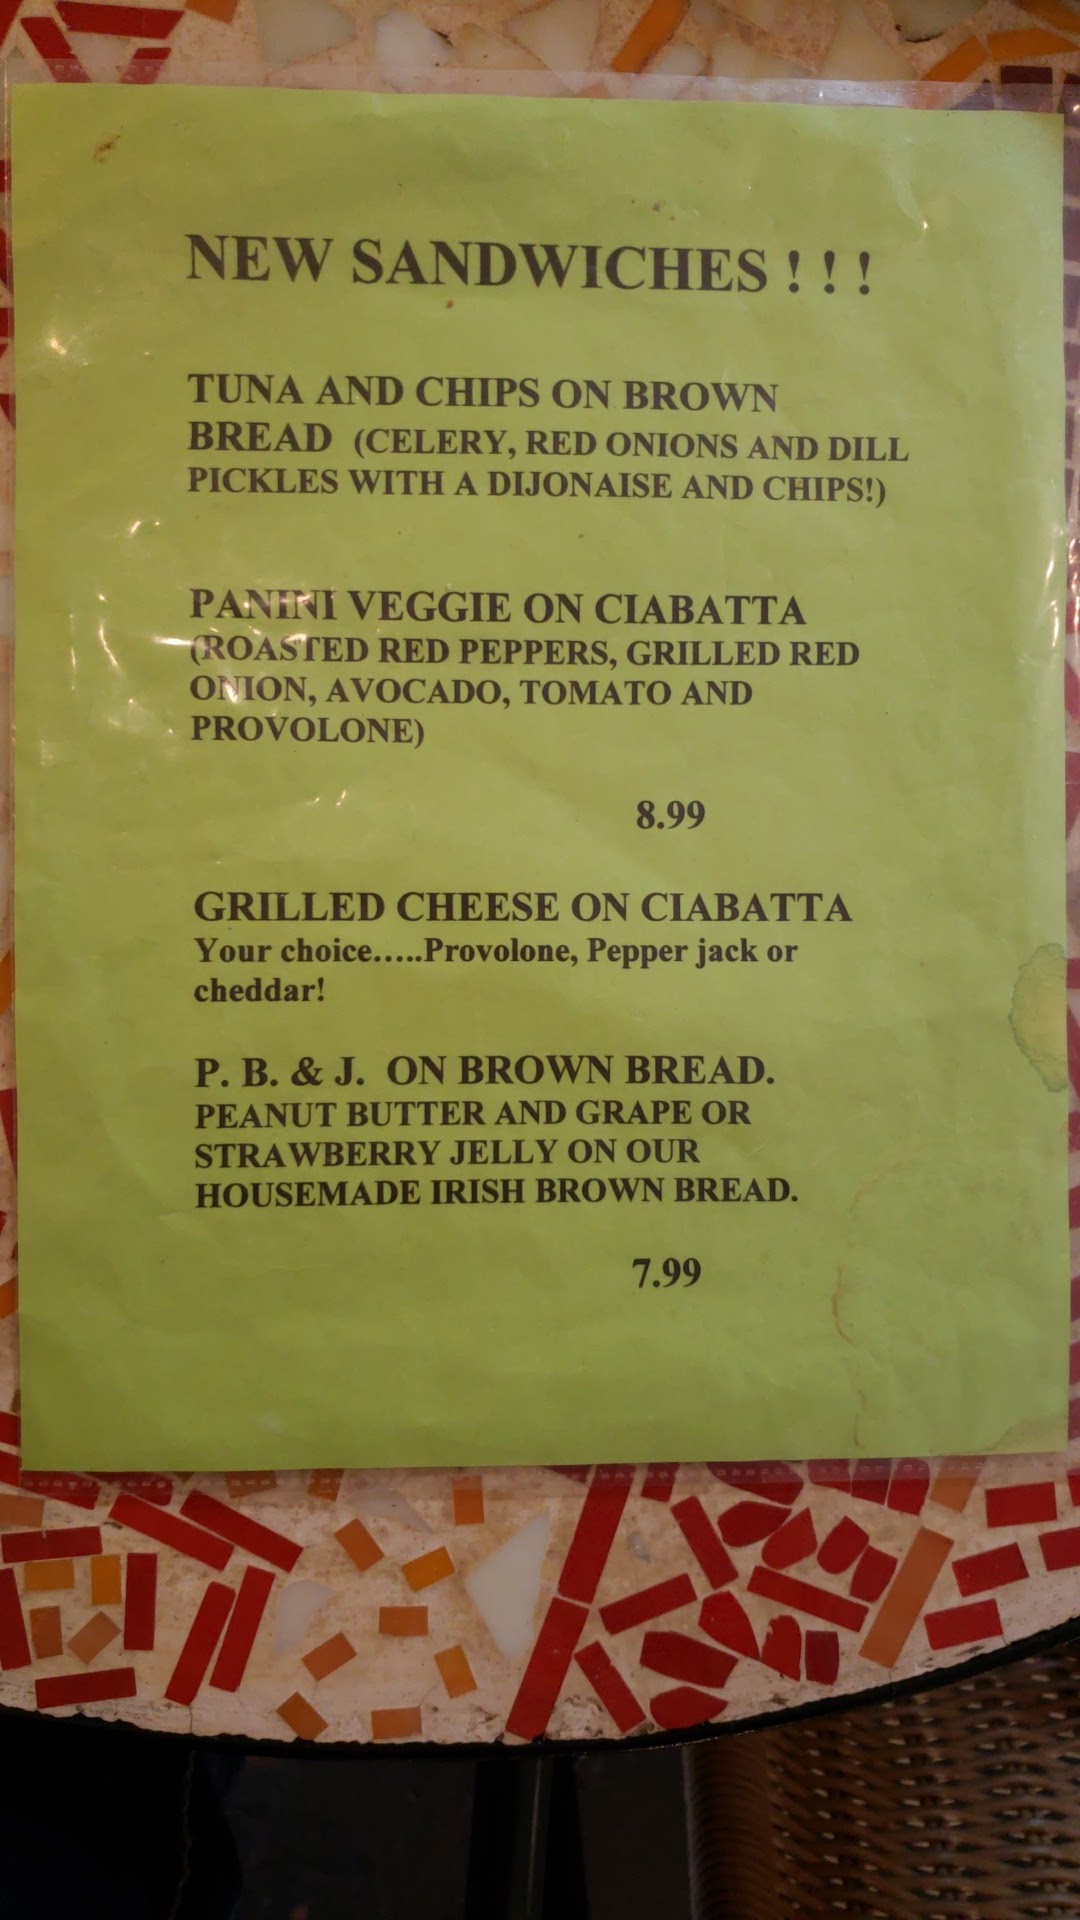 NEW SANDWICHES ! ! !
TUNA AND CHIPS ON BROWN
BREAD (CELERY, RED ONIONS AND DILL
PICKLES WITH A DIJONAISE AND CHIPS!)
PANINI VEGGIE ON CIABATTA
(ROASTED RED PEPPERS, GRILLED RED
ONION, AVOCADO, TOMATO AND
PROVOLONE)
8.99
GRILLED CHEESE ON CIABATTA
Your choice.....Provolone, Pepper jack or
cheddar!
P. B. & J. ON BROWN BREAD.
PEANUT BUTTER AND GRAPE OR
STRAWBERRY JELLY ON OUR
HOUSEMADE IRISH BROWN BREAD.
7.99